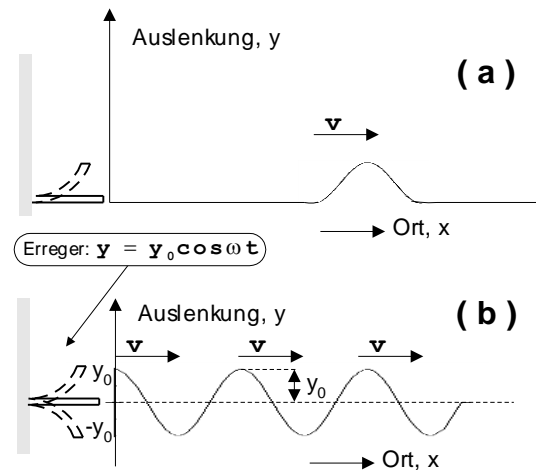 Auslenkung, y
( a )
v
Ort, x
Erreger: y = y₀cosωt
Auslenkung, y
( b )
v v v
y₀
y₀
-y₀
Ort, x